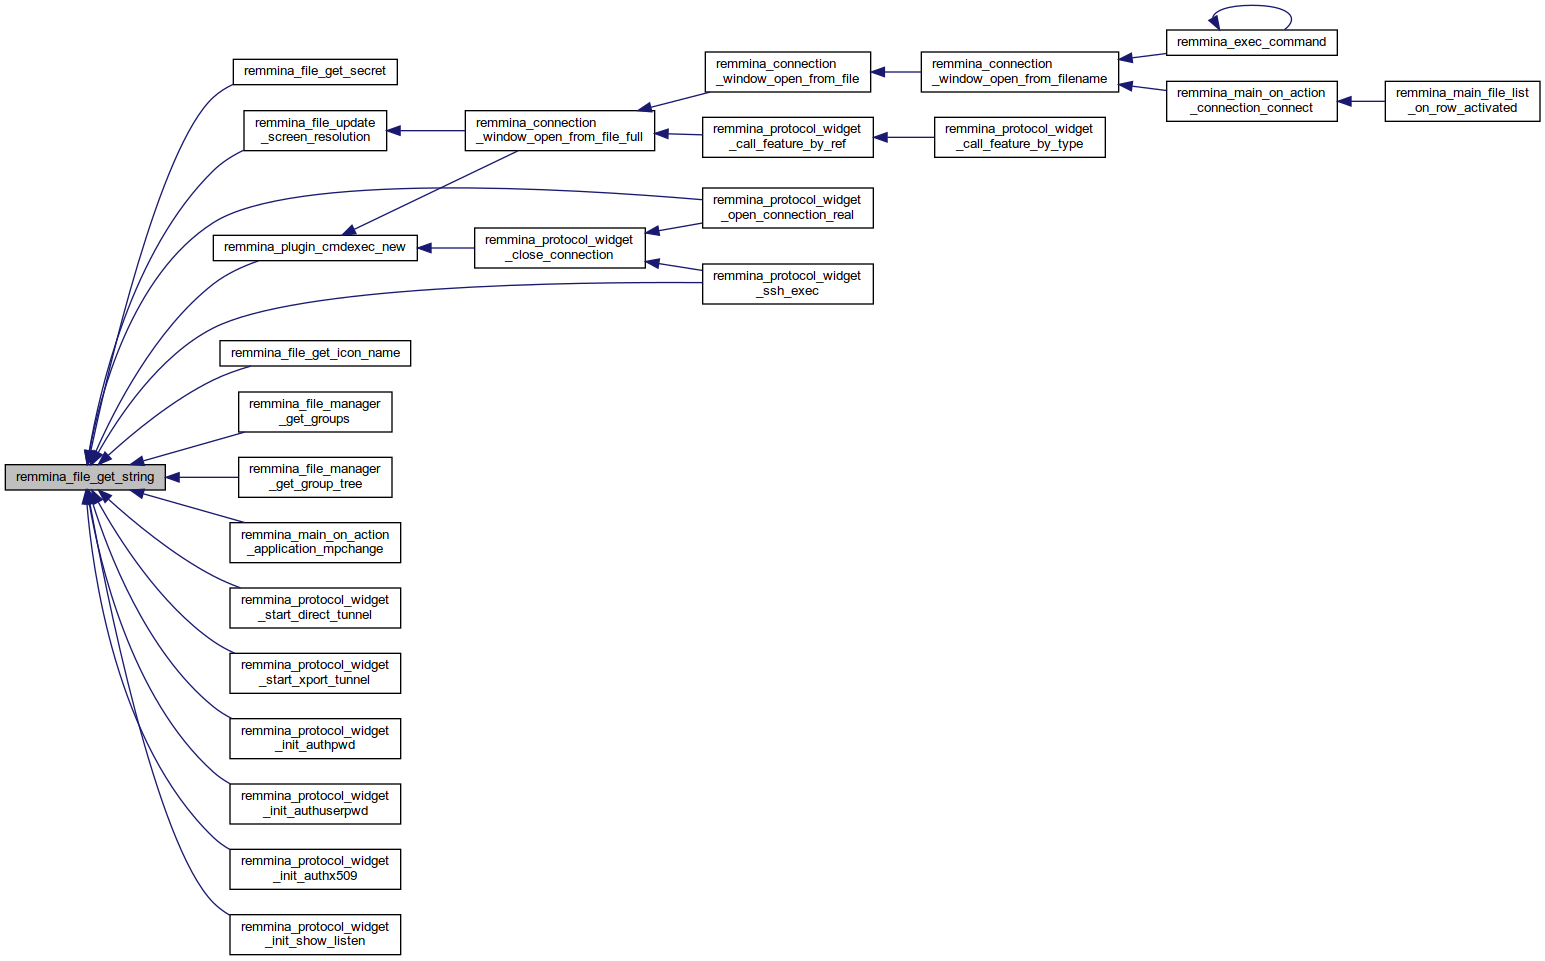 remmina_exec_command
remmina_file_get_secret
remmina_connection
_window_open_from_file
remmina_connection
_window_open_from_filename
remmina_main_on_action
_connection_connect
remmina_main_file_list
_on_row_activated
remmina_file_update
_screen_resolution
remmina_connection
_window_open_from_file_full
remmina_protocol_widget
_call_feature_by_ref
remmina_protocol_widget
_call_feature_by_type
remmina_protocol_widget
_open_connection_real
remmina_plugin_cmdexec_new
remmina_protocol_widget
_close_connection
remmina_protocol_widget
_ssh_exec
remmina_file_get_icon_name
remmina_file_manager
_get_groups
remmina_file_get_string
remmina_file_manager
_get_group_tree
remmina_main_on_action
_application_mpchange
remmina_protocol_widget
_start_direct_tunnel
remmina_protocol_widget
_start_xport_tunnel
remmina_protocol_widget
_init_authpwd
remmina_protocol_widget
_init_authuserpwd
remmina_protocol_widget
_init_authx509
remmina_protocol_widget
_init_show_listen